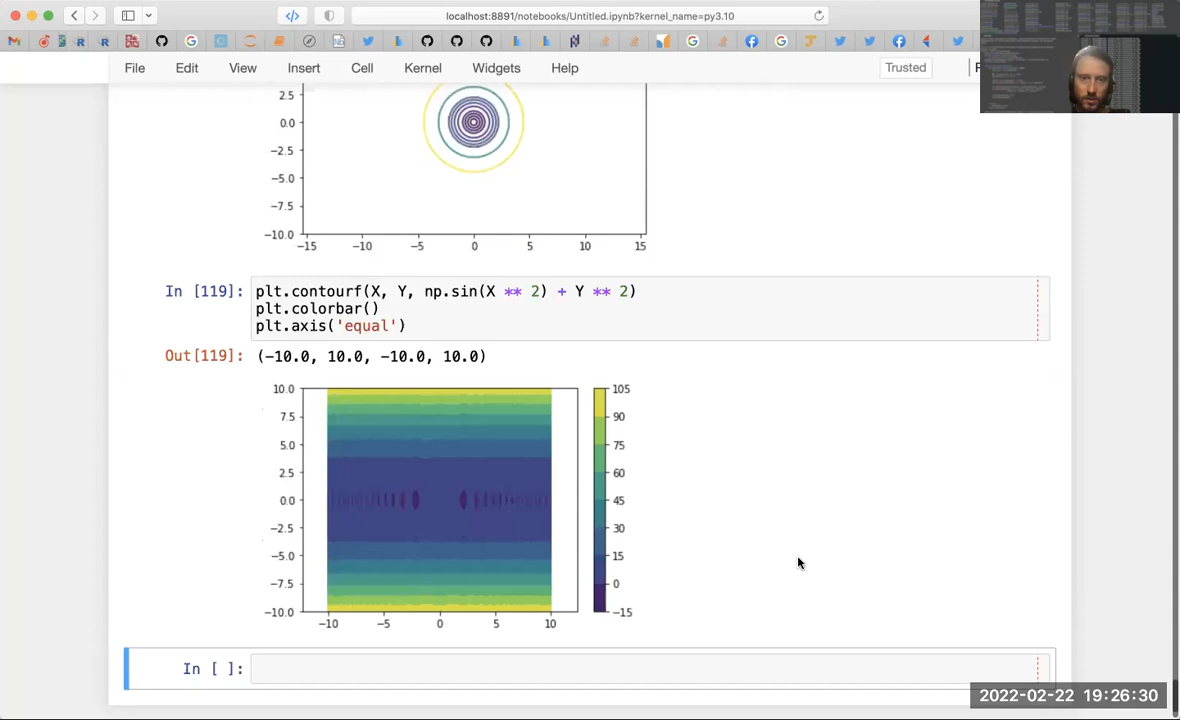 localhost:8891/notebooks/Untitled.ipynb?kernel_name=py3.10
File Edit View Insert Cell Kernel Widgets Help Trusted
2.5
0.0
−2.5
−5.0
−7.5
−10.0
−15 −10 −5 0 5 10 15
In [119]: plt.contourf(X, Y, np.sin(X ** 2) + Y ** 2)
plt.colorbar()
plt.axis('equal')
Out[119]: (-10.0, 10.0, -10.0, 10.0)
10.0 105
7.5 90
5.0 75
2.5 60
0.0 45
−2.5 30
−5.0 15
−7.5 0
−10.0 −15
−10 −5 0 5 10
In [ ]:
2022-02-22 19:26:30